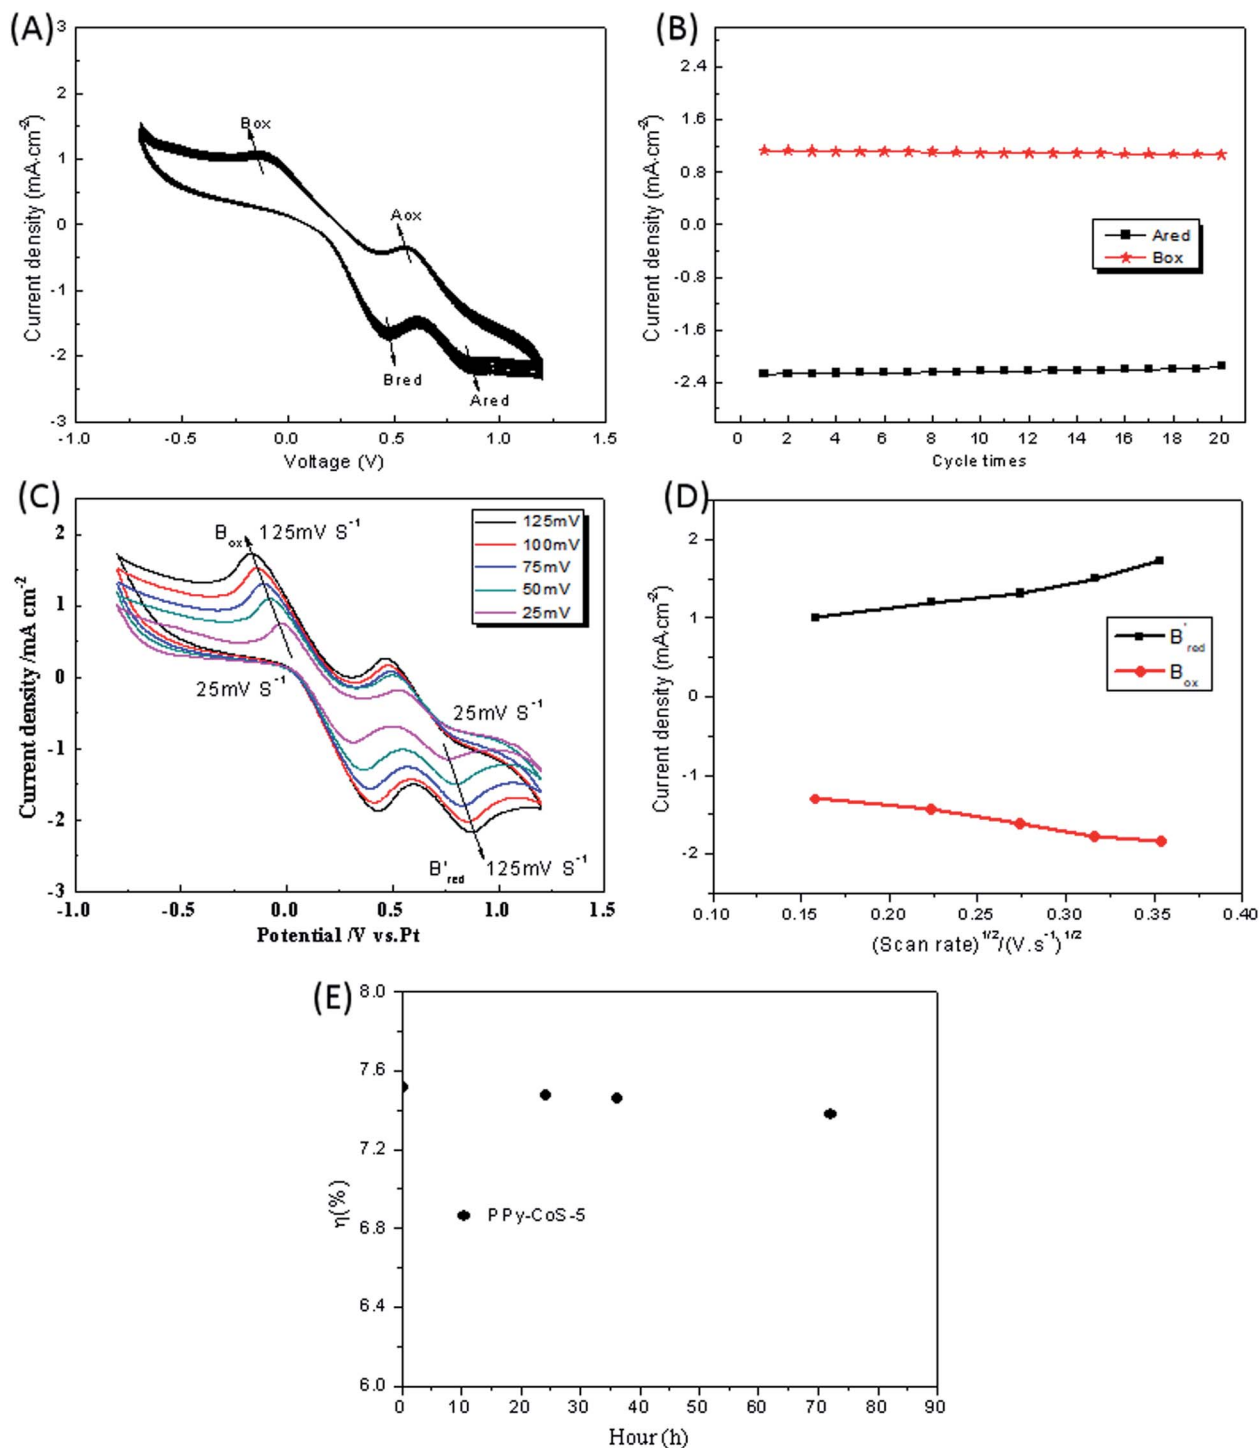 (A)
3
2
1
0
-1
-2
-3
-1.0
-0.5
0.0
0.5
1.0
1.5
Current density (mA·cm-2)
Voltage (V)
Box
Aox
Bred
Ared
(B)
2.4
1.6
0.8
0.0
-0.8
-1.6
-2.4
0
2
4
6
8
10
12
14
16
18
20
Current density (mA·cm-2)
Cycle times
Ared
Box
(C)
2
1
0
-1
-2
-3
-1.0
-0.5
0.0
0.5
1.0
1.5
Current density /mA cm-2
Potential /V vs.Pt
Box 125mV S-1
25mV S-1
25mV S-1
B'red 125mV S-1
125mV
100mV
75mV
50mV
25mV
(D)
2
1
0
-1
-2
0.10
0.15
0.20
0.25
0.30
0.35
0.40
Current density (mA·cm-2)
(Scan rate)1/2/(V.s-1)1/2
B'red
Box
(E)
8.0
7.6
7.2
6.8
6.4
6.0
0
10
20
30
40
50
60
70
80
90
η(%)
Hour (h)
PPy-CoS-5